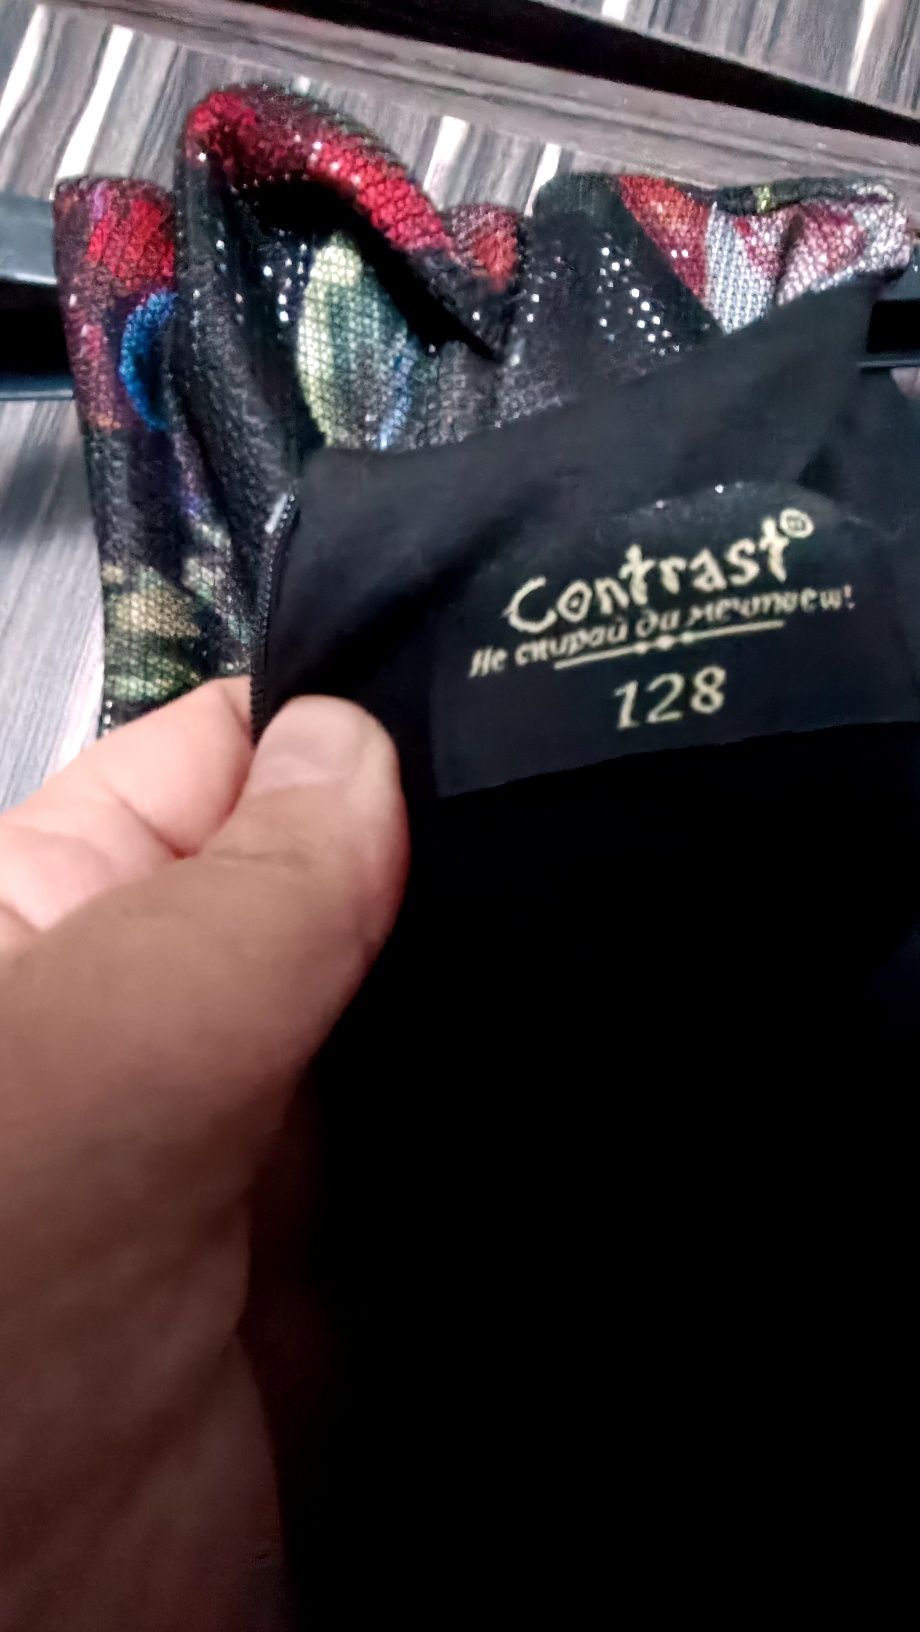 Contrast®
Не спирай да мечтаеш!
128